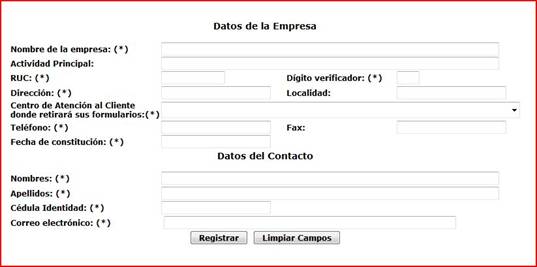 Datos de la Empresa
Nombre de la empresa: (*)
Actividad Principal:
RUC: (*) Dígito verificador: (*)
Dirección: (*) Localidad:
Centro de Atención al Cliente
donde retirará sus formularios:(*)
Teléfono: (*) Fax:
Fecha de constitución: (*)
Datos del Contacto
Nombres: (*)
Apellidos: (*)
Cédula Identidad: (*)
Correo electrónico: (*)
Registrar Limpiar Campos